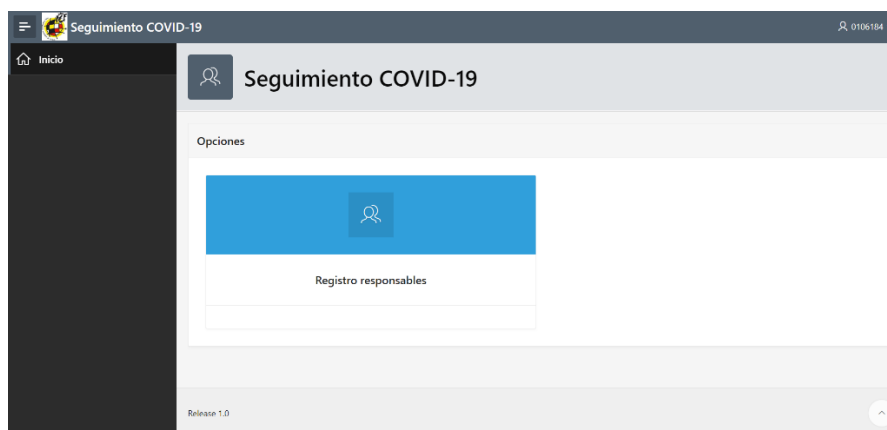 Seguimiento COVID-19
0106184
Inicio
Seguimiento COVID-19
Opciones
Registro responsables
Release 1.0